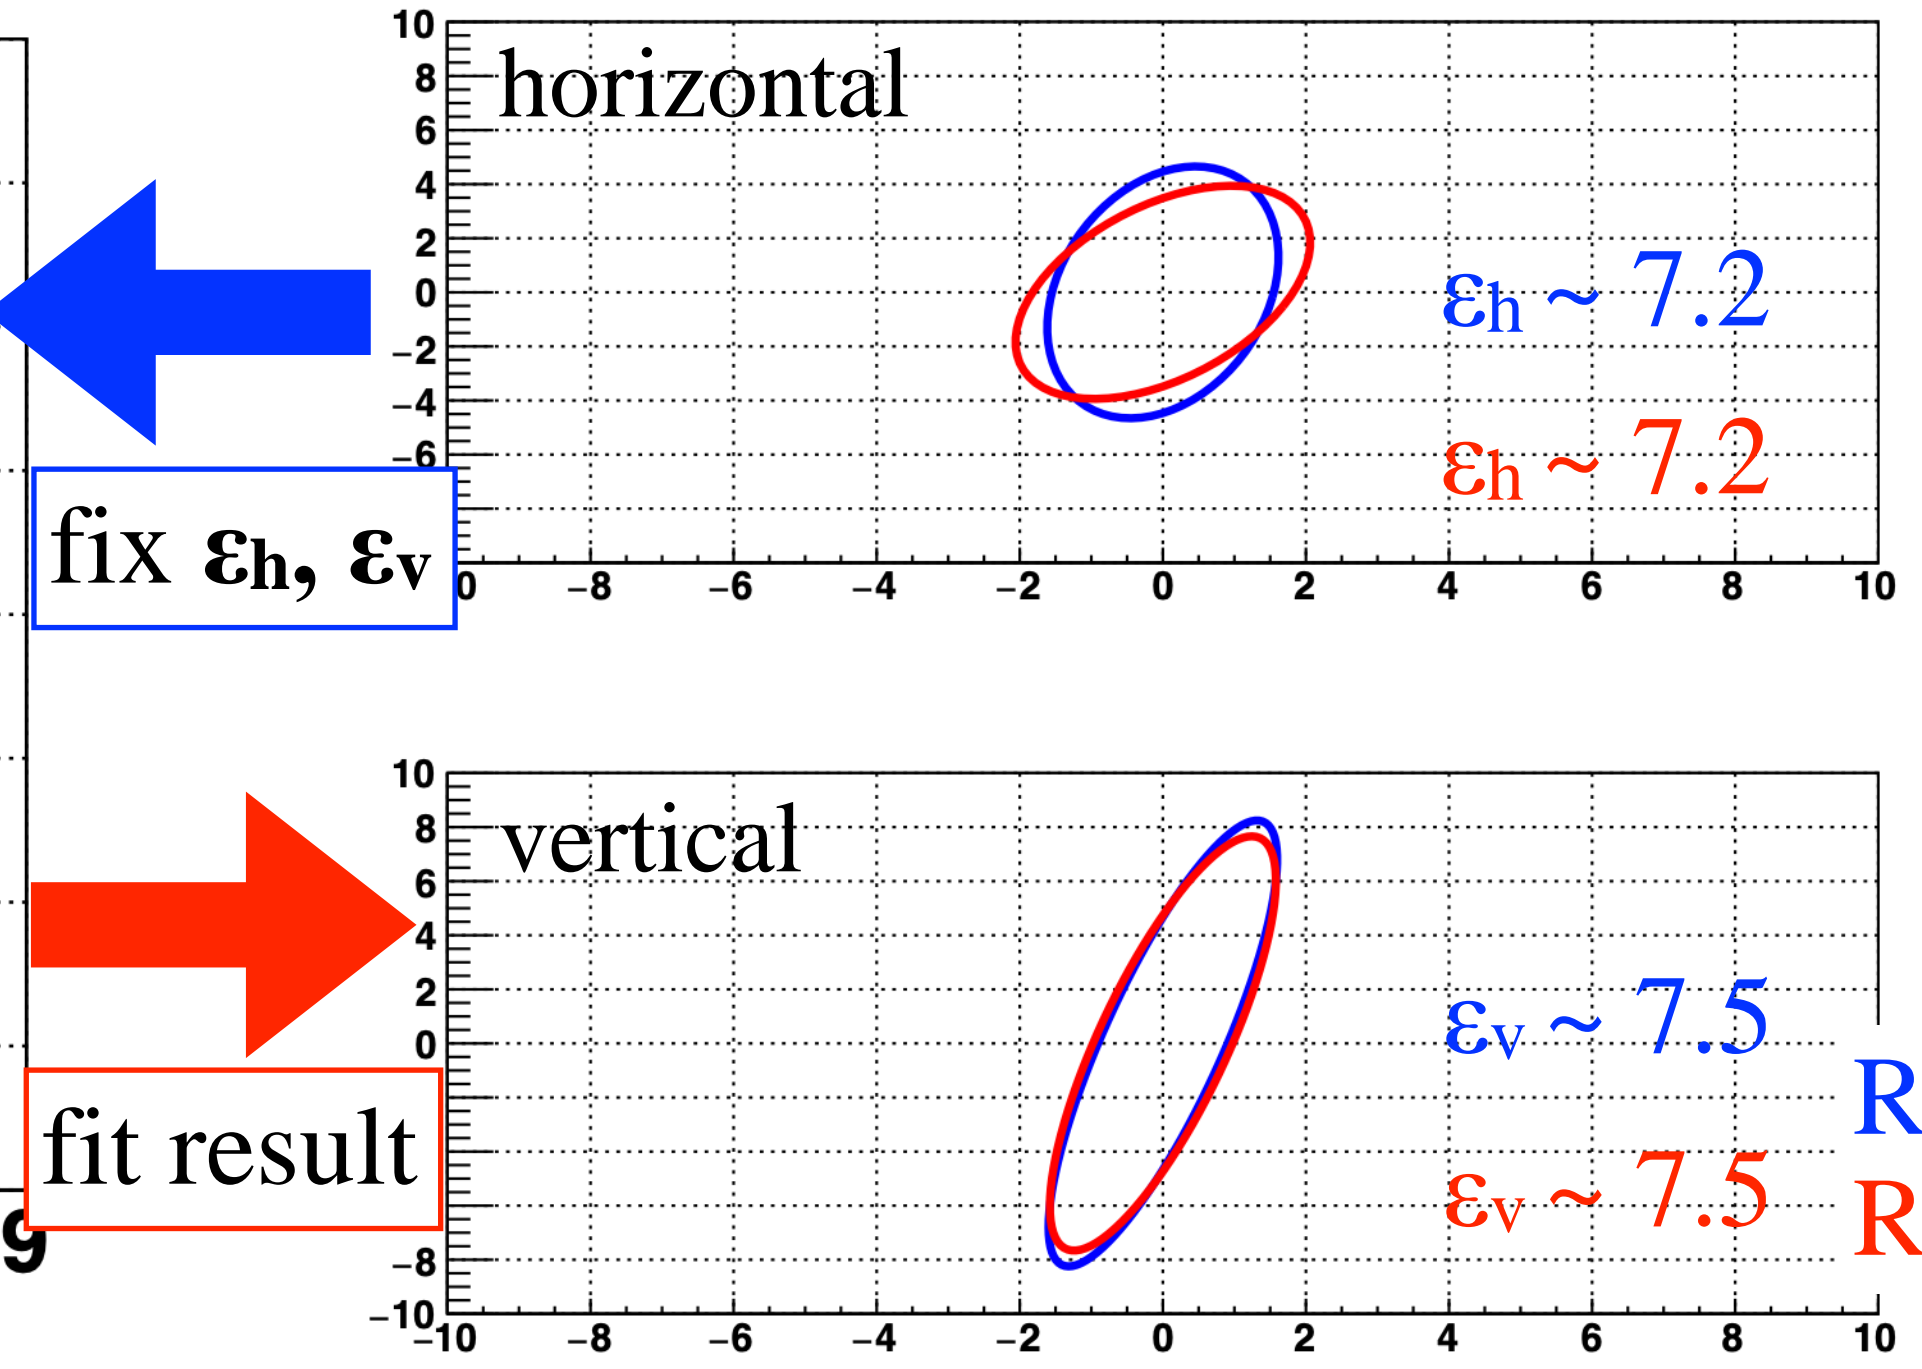 10
horizontal
8
6
4
2
0
−2
−4
−6
εh ~ 7.2
εh ~ 7.2
fix εh, εv
0 −8 −6 −4 −2 0 2 4 6 8 10
10
vertical
8
6
4
2
0
−8
−10
εv ~ 7.5
R
εv ~ 7.5
R
fit result
9
−10 −8 −6 −4 −2 0 2 4 6 8 10